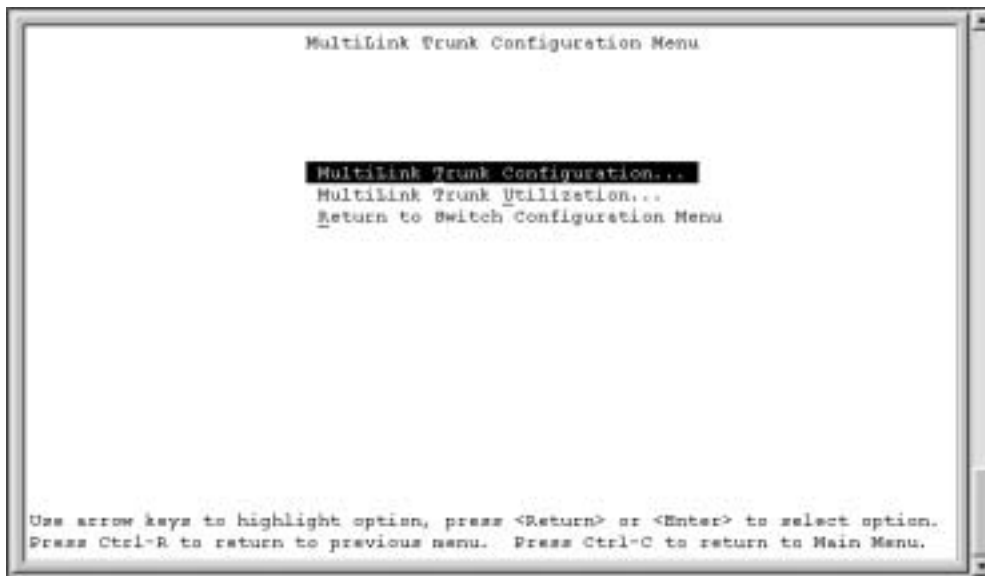 MultiLink Trunk Configuration Menu
MultiLink Trunk Configuration...
MultiLink Trunk Utilization...
Return to Switch Configuration Menu
Use arrow keys to highlight option, press <Return> or <Enter> to select option.
Press Ctrl-R to return to previous menu. Press Ctrl-C to return to Main Menu.